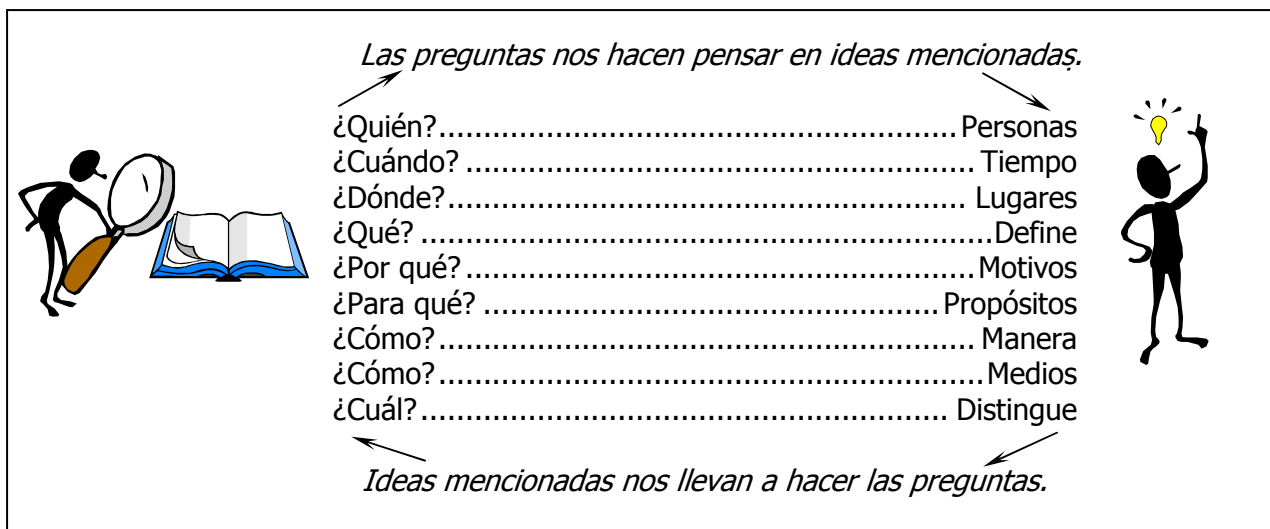 Las preguntas nos hacen pensar en ideas mencionadas.
¿Quién?.......................................................... Personas
¿Cuándo? ......................................................... Tiempo
¿Dónde?.......................................................... Lugares
¿Qué? ................................................................Define
¿Por qué? ......................................................... Motivos
¿Para qué? ................................................... Propósitos
¿Cómo?............................................................ Manera
¿Cómo?.............................................................Medios
¿Cuál?........................................................... Distingue
Ideas mencionadas nos llevan a hacer las preguntas.